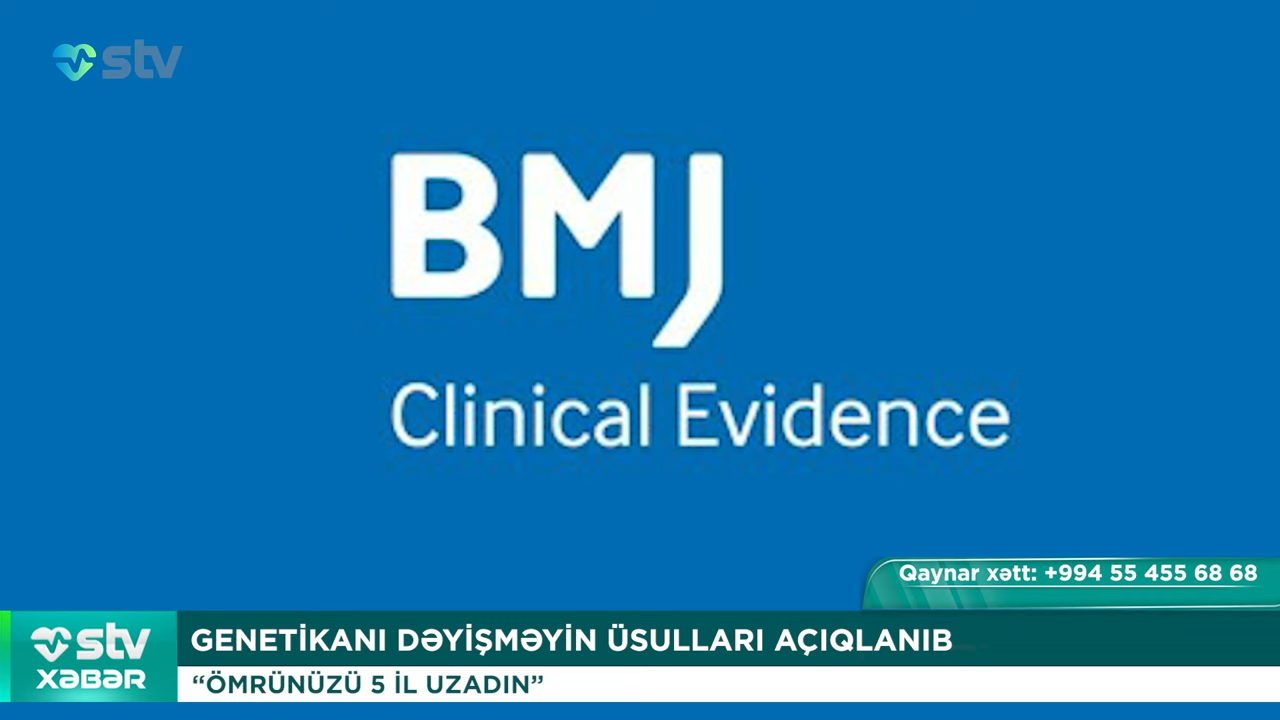 stv
BMJ
Clinical Evidence
Qaynar xətt: +994 55 455 68 68
stv
XƏBƏR
GENETİKANI DƏYİŞMƏYİN ÜSULLARI AÇIQLANIB
“ÖMRÜNÜZÜ 5 İL UZADIN”